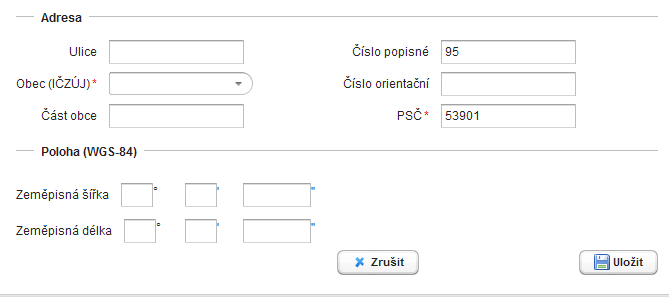 Adresa
Ulice Číslo popisné 95
Obec (IČZÚJ) * Číslo orientační
Část obce PSČ * 53901
Poloha (WGS-84)
Zeměpisná šířka ° ' "
Zeměpisná délka ° ' "
Zrušit Uložit